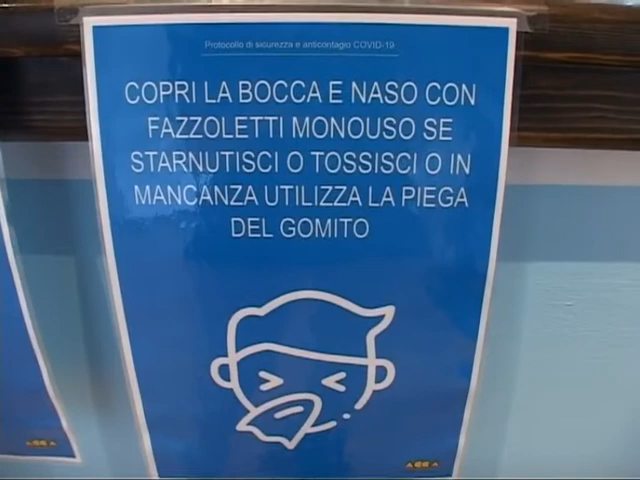 Protocollo di sicurezza e anticontagio COVID-19
COPRI LA BOCCA E NASO CON
FAZZOLETTI MONOUSO SE
STARNUTISCI O TOSSISCI O IN
MANCANZA UTILIZZA LA PIEGA
DEL GOMITO